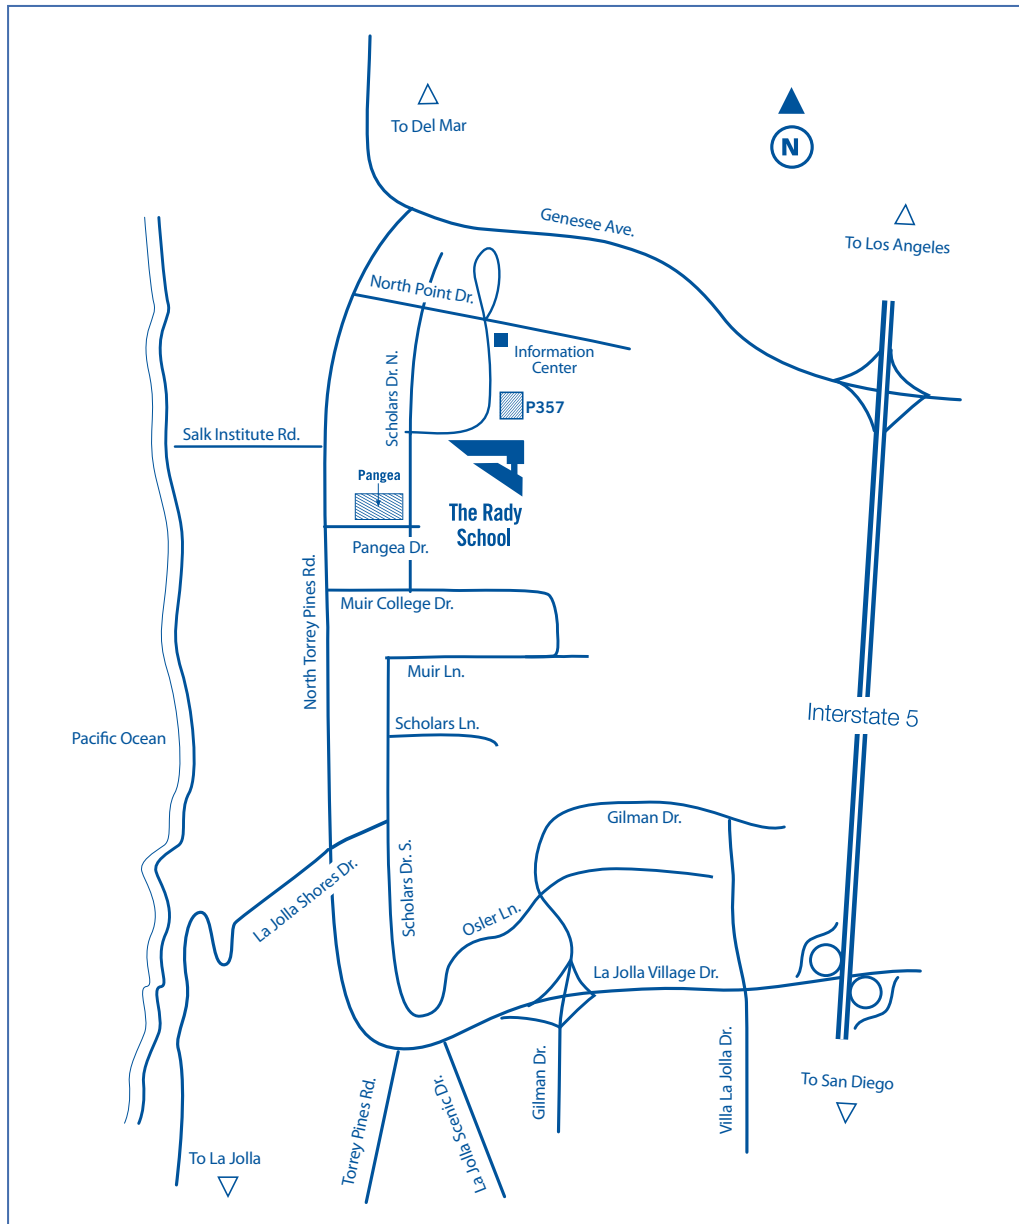 To Del Mar
N
Genesee Ave.
To Los Angeles
North Point Dr.
Information
Center
Scholars Dr. N.
P357
Salk Institute Rd.
Pangea
The Rady
School
Pangea Dr.
North Torrey Pines Rd.
Muir College Dr.
Muir Ln.
Interstate 5
Scholars Ln.
Pacific Ocean
Gilman Dr.
Scholars Dr. S.
La Jolla Shores Dr.
Osler Ln.
La Jolla Village Dr.
Gilman Dr.
Villa La Jolla Dr.
To San Diego
Torrey Pines Rd.
La Jolla Scenic Dr.
To La Jolla